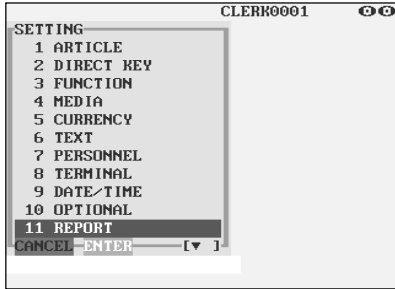 CLERK0001
SETTING
1 ARTICLE
2 DIRECT KEY
3 FUNCTION
4 MEDIA
5 CURRENCY
6 TEXT
7 PERSONNEL
8 TERMINAL
9 DATE/TIME
10 OPTIONAL
11 REPORT
CANCEL ENTER [▼ ]